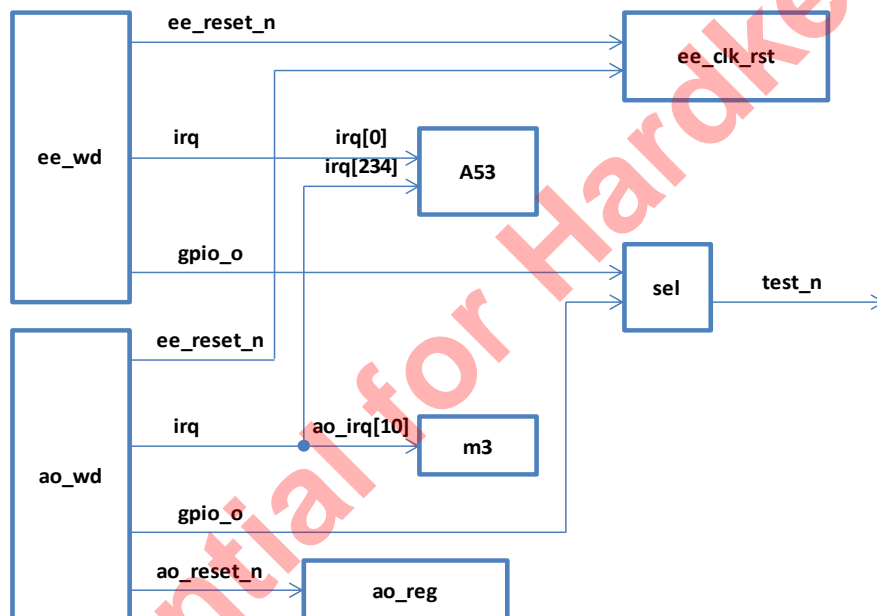 ee_reset_n
ee_clk_rst
irq
irq[0]
irq[234]
ee_wd
A53
gpio_o
sel
test_n
ee_reset_n
irq
ao_irq[10]
m3
ao_wd
gpio_o
ao_reset_n
ao_reg
ntial for Hardke